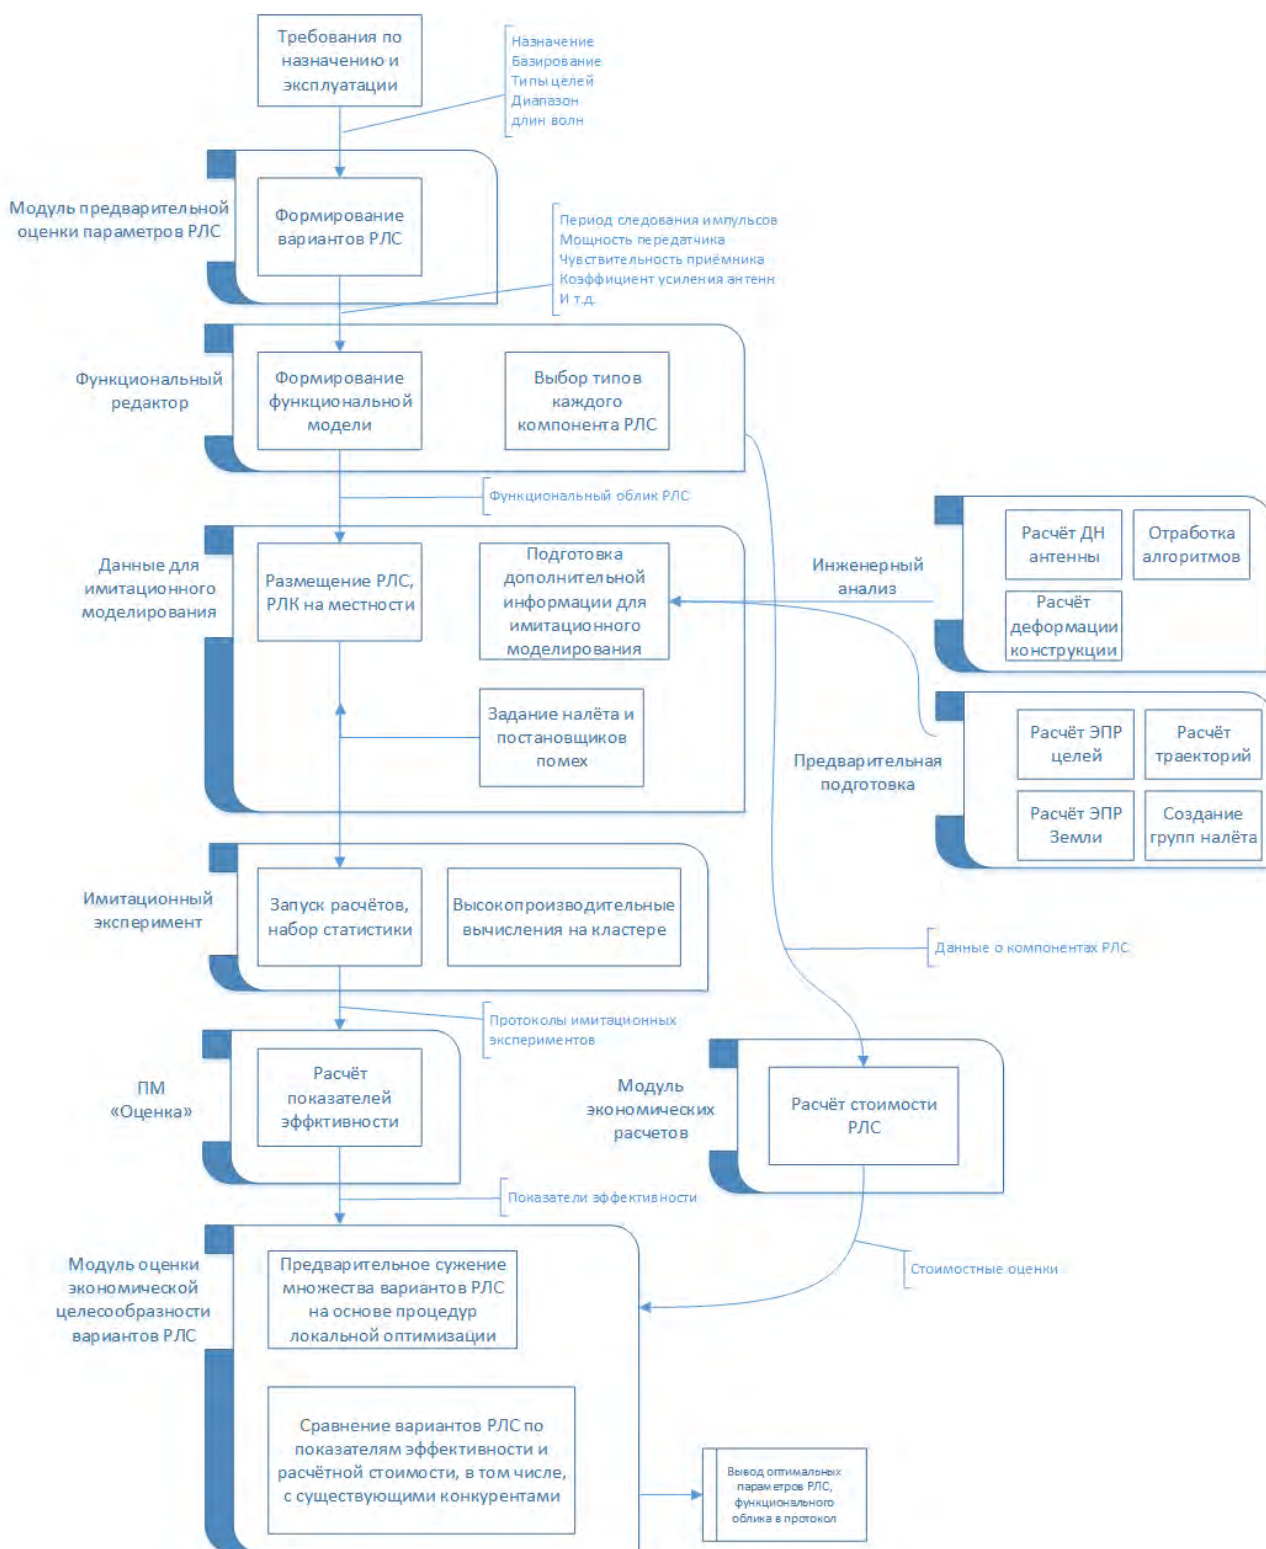 Требования по
назначению и
эксплуатации
Назначение
Базирование
Типы целей
Диапазон
длин волн
Модуль предварительной
оценки параметров РЛС
Формирование
вариантов РЛС
Период следования импульсов
Мощность передатчика
Чувствительность приёмника
Коэффициент усиления антенн
И т.д.
Функциональный
редактор
Формирование
функциональной
модели
Выбор типов
каждого
компонента РЛС
Функциональный облик РЛС
Данные для
имитационного
моделирования
Размещение РЛС,
РЛК на местности
Подготовка
дополнительной
информации для
имитационного
моделирования
Задание налёта и
постановщиков
помех
Инженерный
анализ
Расчёт ДН
антенны
Отработка
алгоритмов
Расчёт
деформации
конструкции
Предварительная
подготовка
Расчёт ЭПР
целей
Расчёт
траекторий
Расчёт ЭПР
Земли
Создание
групп налёта
Имитационный
эксперимент
Запуск расчётов,
набор статистики
Высокопроизводительные
вычисления на кластере
Данные о компонентах РЛС
Протоколы имитационных
экспериментов
ПМ
«Оценка»
Расчёт
показателей
эффктивности
Модуль
экономических
расчетов
Расчёт стоимости
РЛС
Показатели эффективности
Стоимостные оценки
Модуль оценки
экономической
целесообразности
вариантов РЛС
Предварительное сужение
множества вариантов РЛС
на основе процедур
локальной оптимизации
Сравнение вариантов РЛС по
показателям эффективности и
расчётной стоимости, в том числе,
с существующими конкурентами
Вывод оптимальных
параметров РЛС,
функционального
облика в протокол